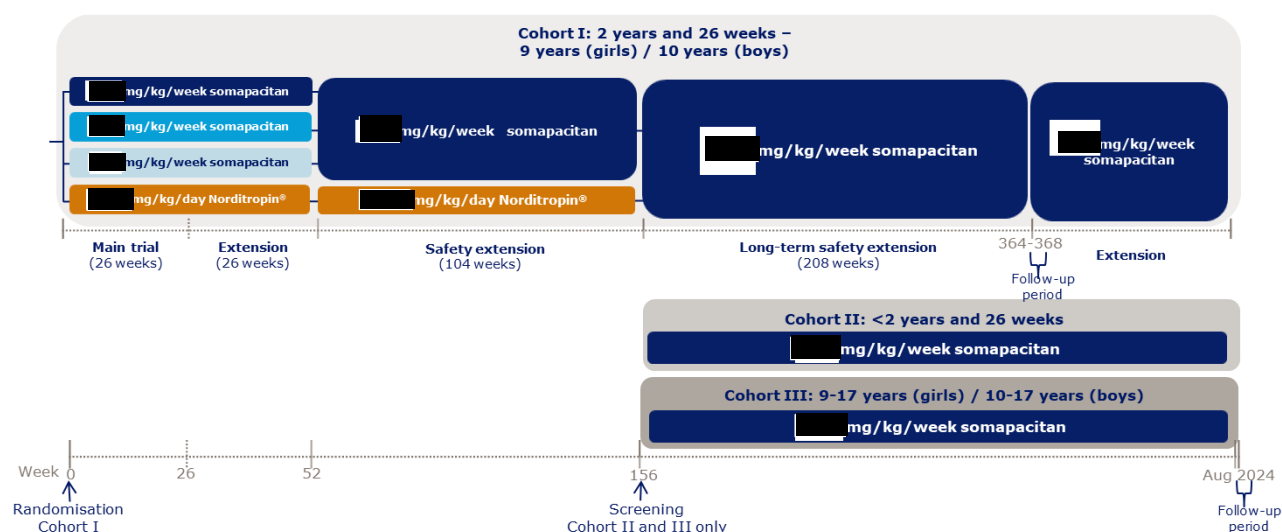 Cohort I: 2 years and 26 weeks –
9 years (girls) / 10 years (boys)
mg/kg/week somapacitan
mg/kg/week somapacitan
mg/kg/week somapacitan
mg/kg/day Norditropin®
mg/kg/week somapacitan
mg/kg/day Norditropin®
mg/kg/week somapacitan
mg/kg/week
somapacitan
Main trial
(26 weeks)
Extension
(26 weeks)
Safety extension
(104 weeks)
Long-term safety extension
(208 weeks)
364-368
Follow-up
period
Extension
Cohort II: <2 years and 26 weeks
mg/kg/week somapacitan
Cohort III: 9-17 years (girls) / 10-17 years (boys)
mg/kg/week somapacitan
Week 0
26
52
156
Aug 2024
Randomisation
Cohort I
Screening
Cohort II and III only
Follow-up
period